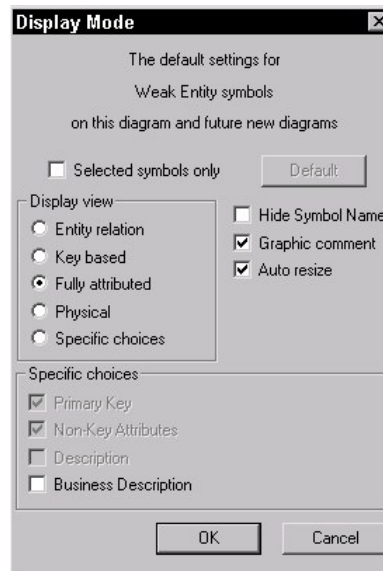 Display Mode
The default settings for
Weak Entity symbols
on this diagram and future new diagrams
Selected symbols only
Default
Display view
Entity relation
Key based
Fully attributed
Physical
Specific choices
Hide Symbol Name
Graphic comment
Auto resize
Specific choices
Primary Key
Non-Key Attributes
Description
Business Description
OK
Cancel